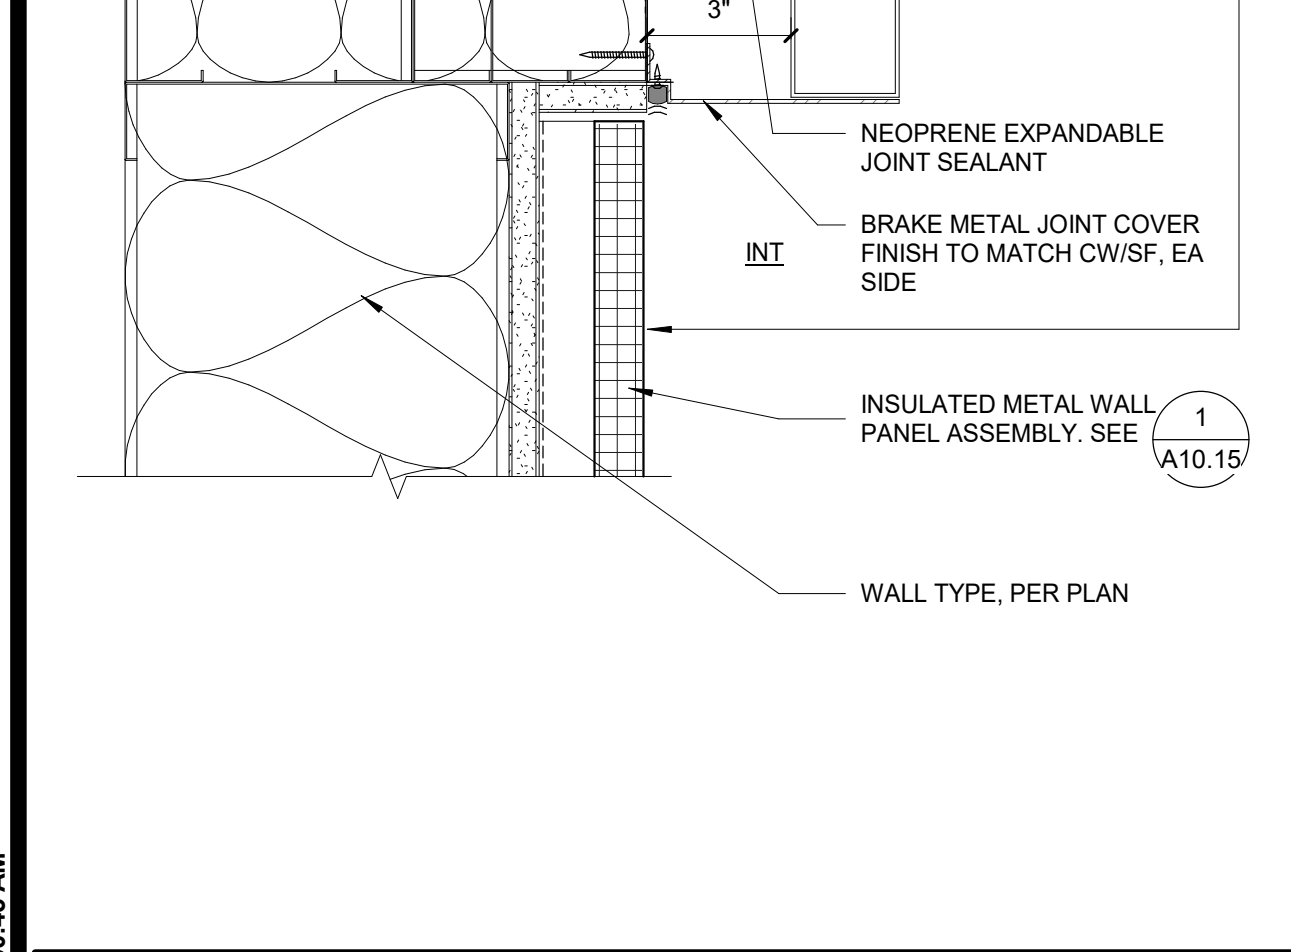 3"
NEOPRENE EXPANDABLE
JOINT SEALANT
BRAKE METAL JOINT COVER
FINISH TO MATCH CW/SF, EA
SIDE
INT
INSULATED METAL WALL
PANEL ASSEMBLY. SEE
1
A10.15
WALL TYPE, PER PLAN
AM